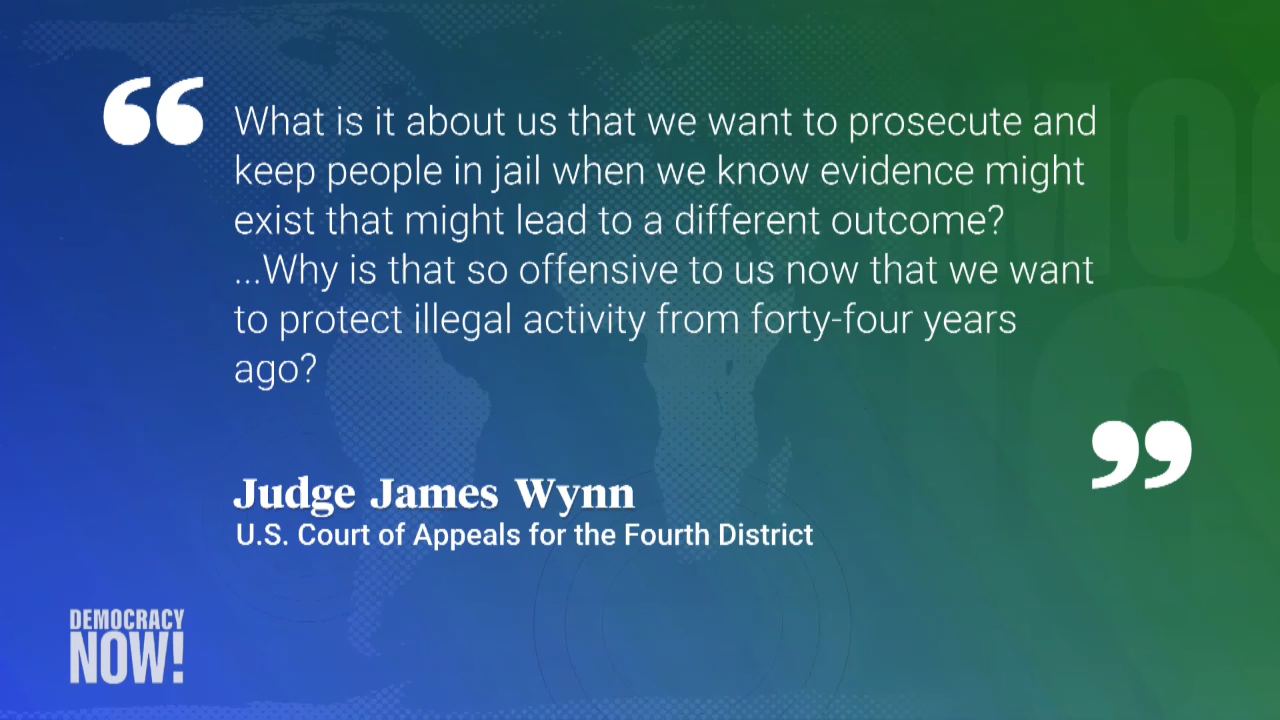 “
What is it about us that we want to prosecute and
keep people in jail when we know evidence might
exist that might lead to a different outcome?
...Why is that so offensive to us now that we want
to protect illegal activity from forty-four years
ago?
”
Judge James Wynn
U.S. Court of Appeals for the Fourth District
DEMOCRACY
NOW!